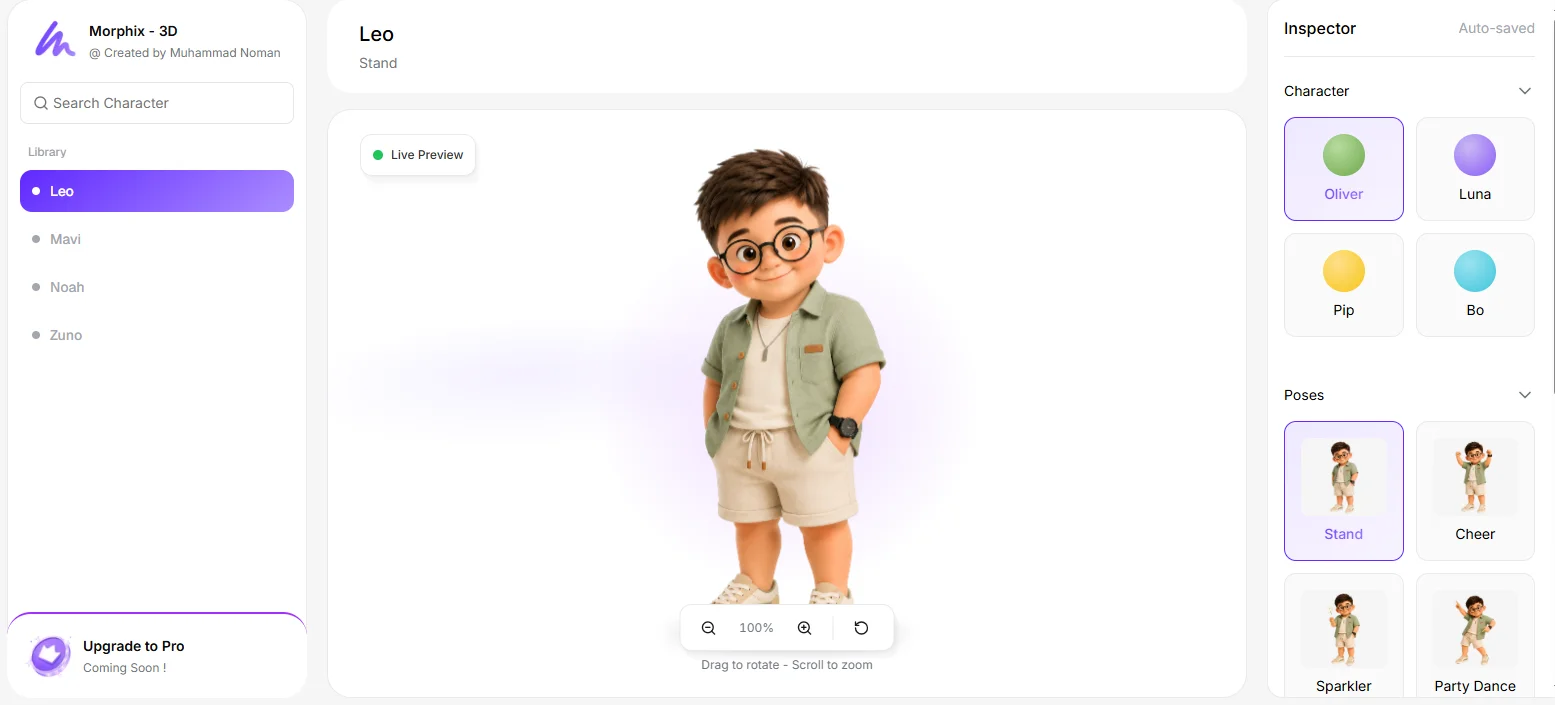 Morphix - 3D
@ Created by Muhammad Noman
Search Character
Library
Leo
Mavi
Noah
Zuno
Upgrade to Pro
Coming Soon !
Leo
Stand
Live Preview
100%
Drag to rotate - Scroll to zoom
Inspector
Auto-saved
Character
Oliver
Luna
Pip
Bo
Poses
Stand
Cheer
Sparkler
Party Dance